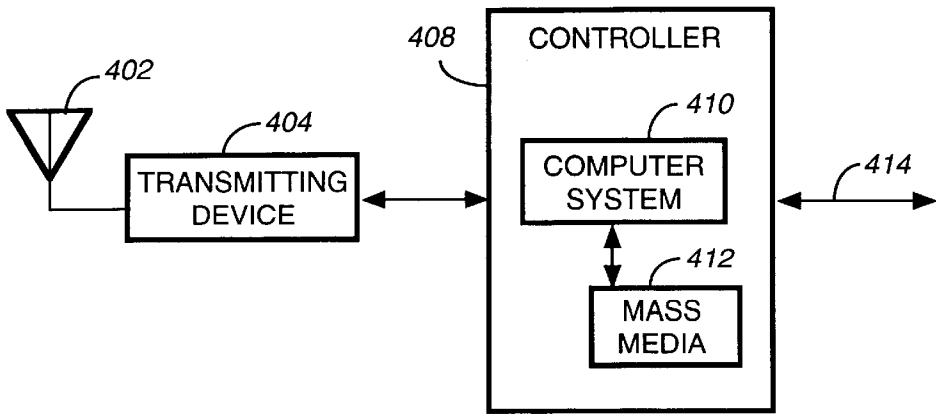 408
CONTROLLER
402
404
TRANSMITTING
DEVICE
410
COMPUTER
SYSTEM
414
412
MASS
MEDIA